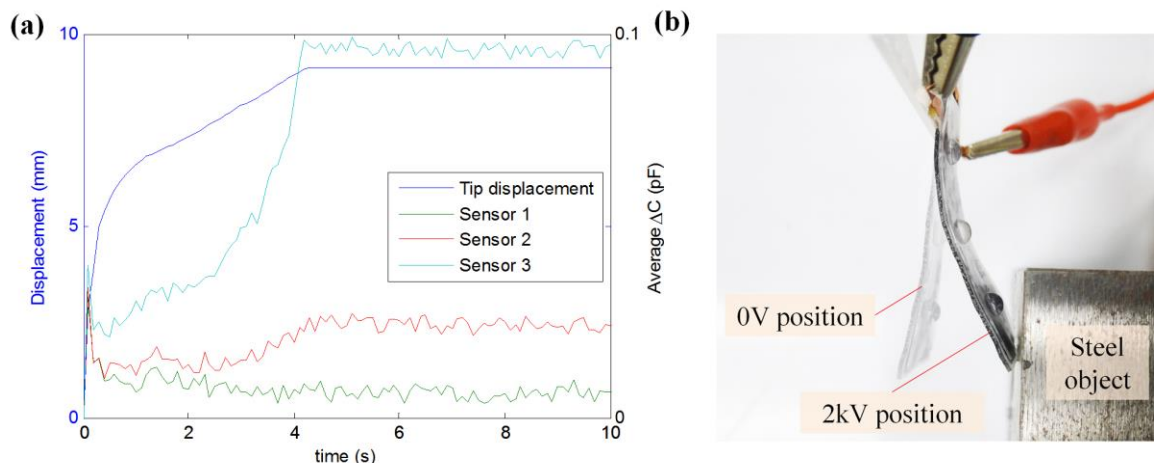 (a)
10
5
0
Displacement (mm)
0.1
0
Average ΔC (pF)
Tip displacement
Sensor 1
Sensor 2
Sensor 3
0
2
4
6
8
10
time (s)
(b)
0V position
2kV position
Steel
object